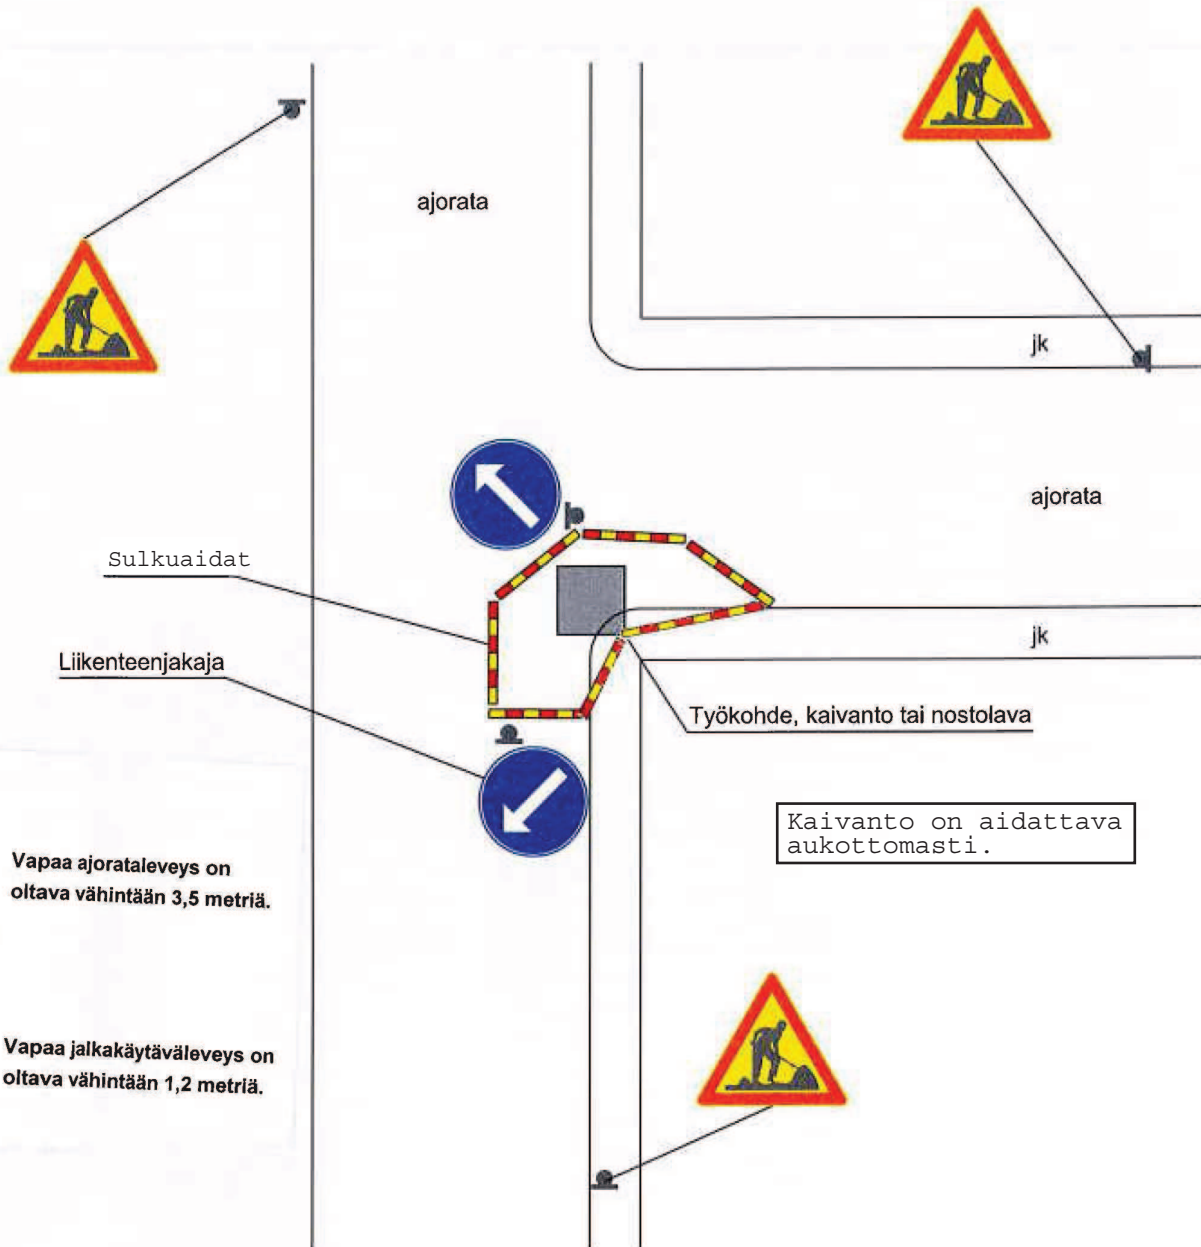 ajorata
jk
ajorata
Sulkuaidat
jk
Liikenteenjakaja
Työkohde, kaivanto tai nostolava
Kaivanto on aidattava
aukottomasti.
Vapaa ajorataleveys on
oltava vähintään 3,5 metriä.
Vapaa jalkakäytäväleveys on
oltava vähintään 1,2 metriä.